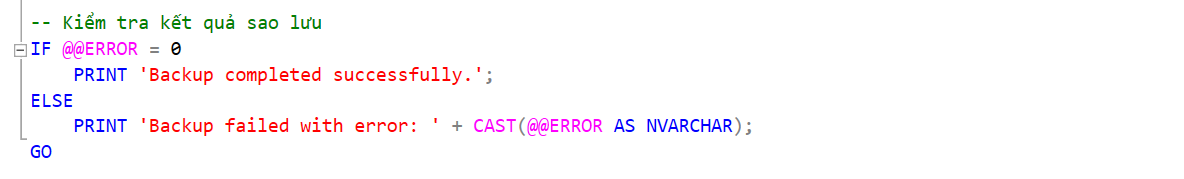 -- Kiểm tra kết quả sao lưu
IF @@ERROR = 0
    PRINT 'Backup completed successfully.';
ELSE
    PRINT 'Backup failed with error: ' + CAST(@@ERROR AS NVARCHAR);
GO